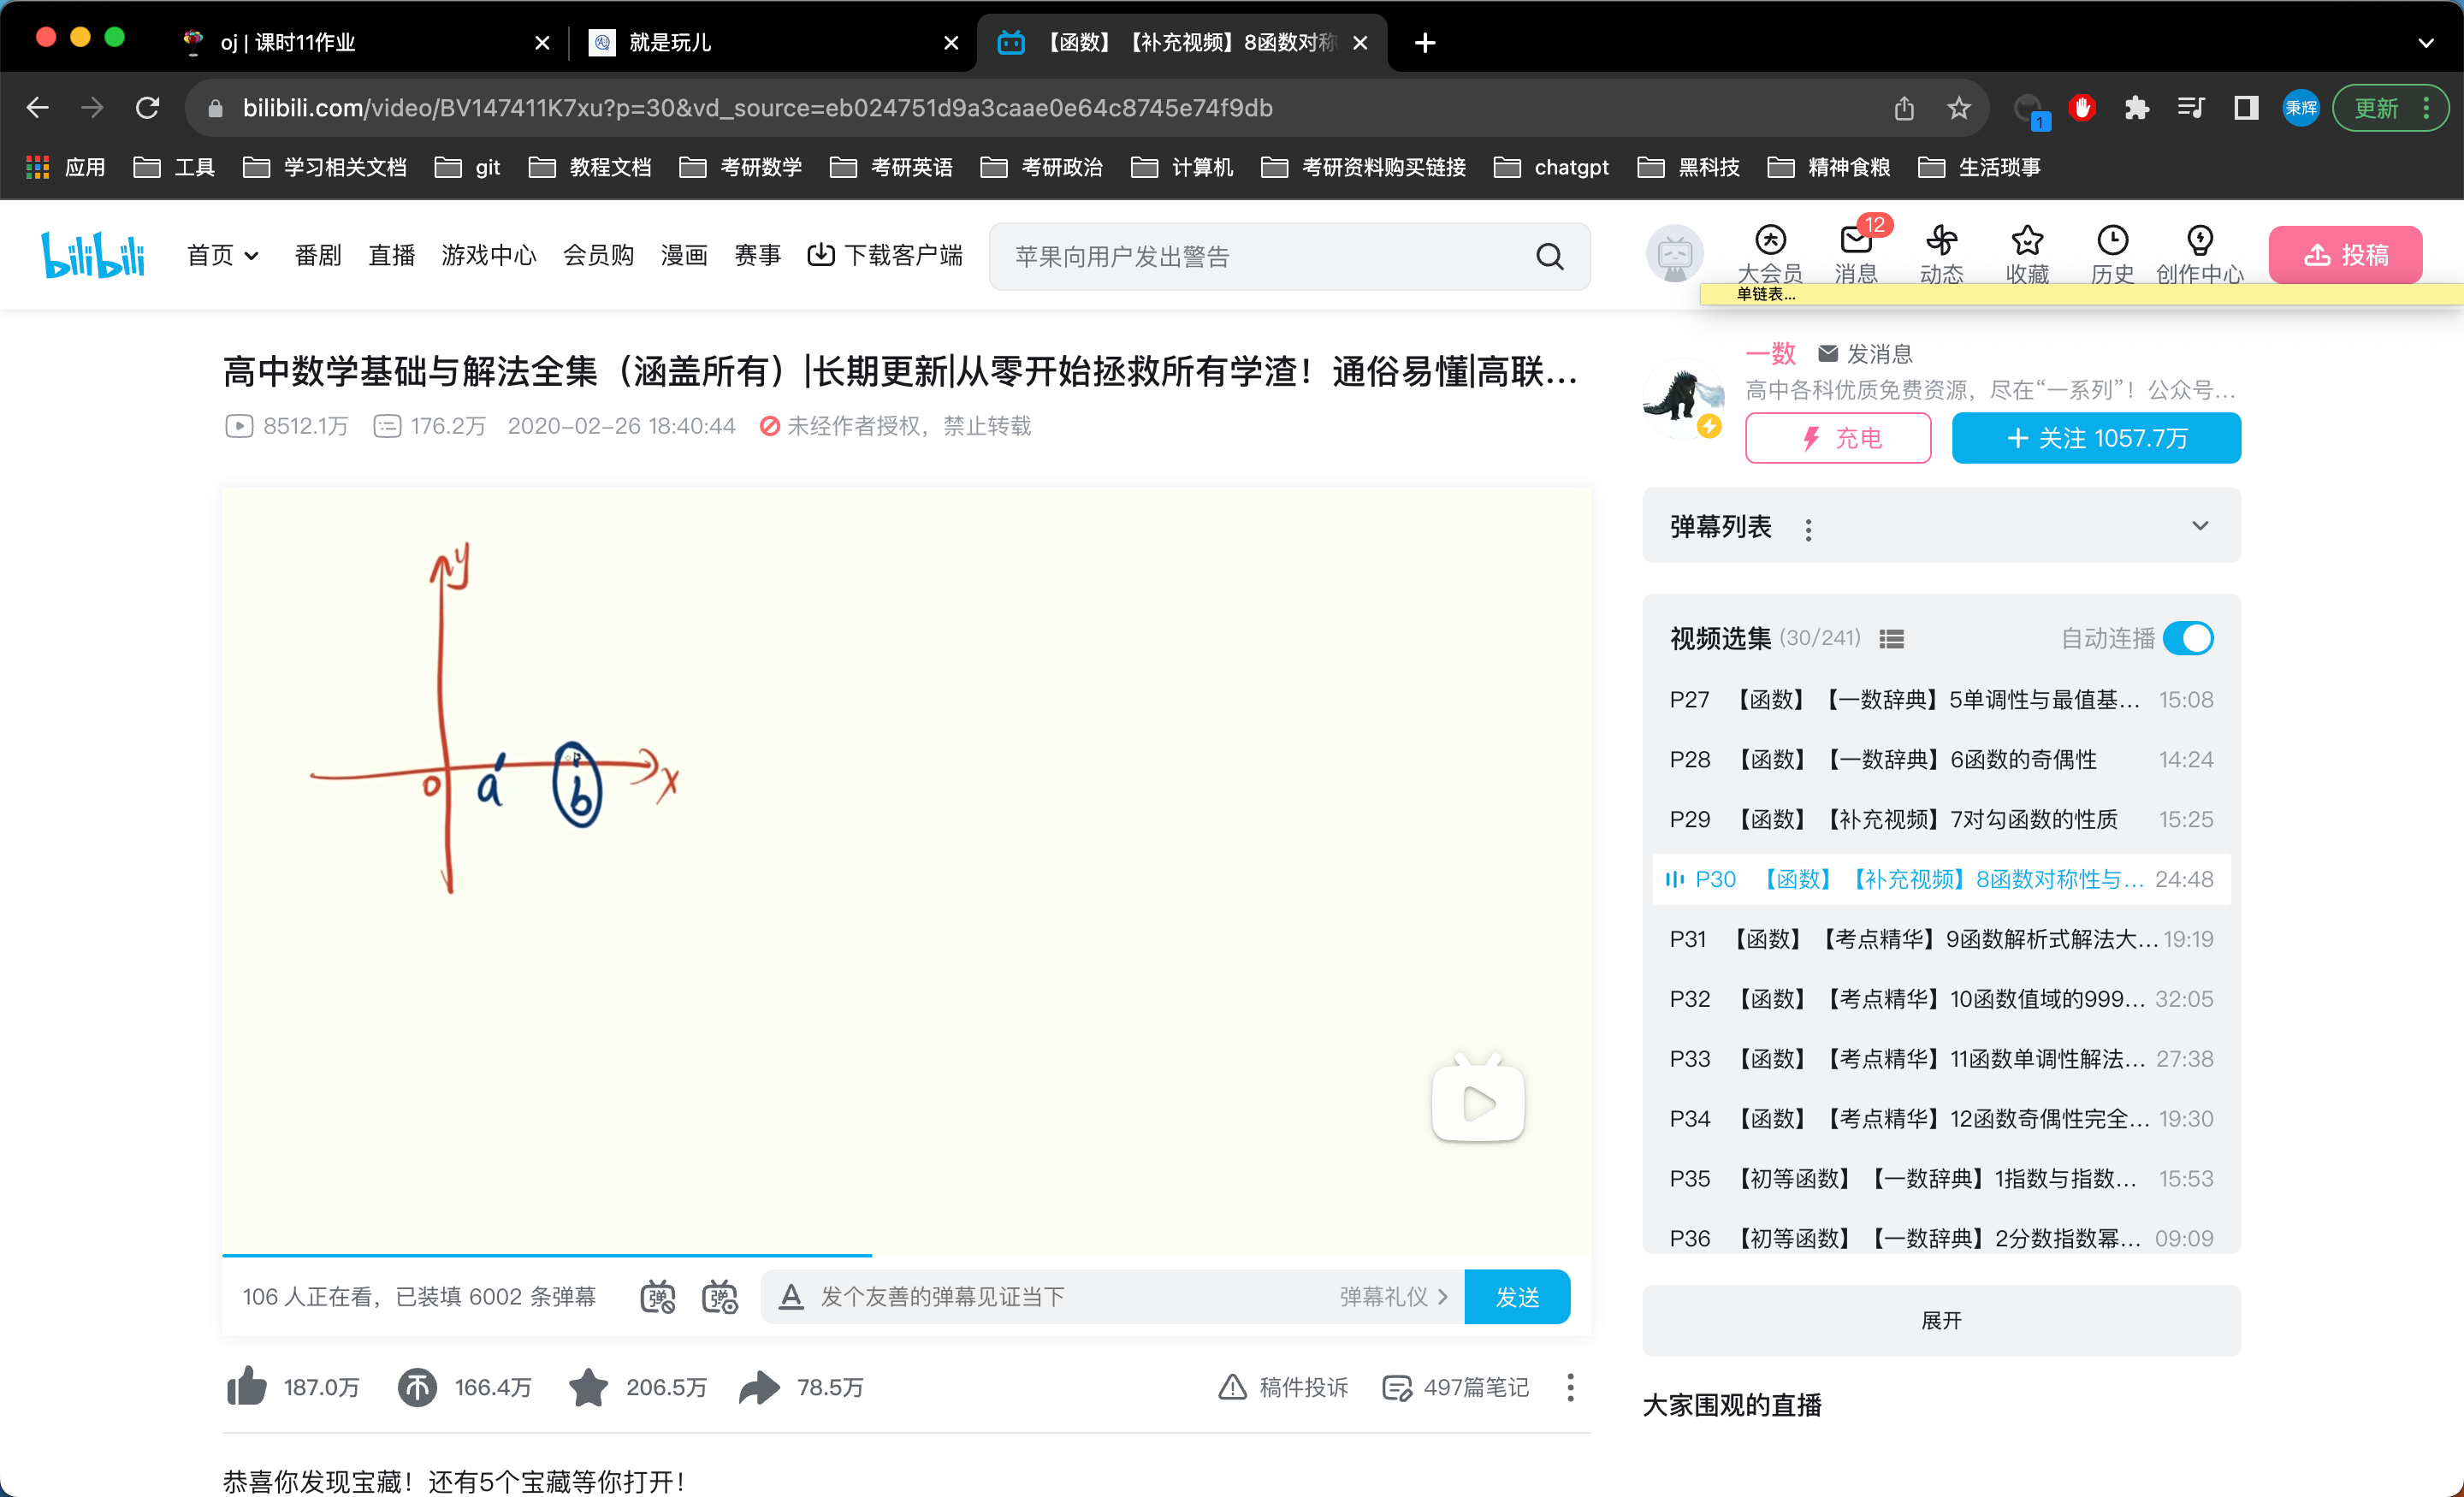 oj | 课时11作业
就是玩儿
【函数】【补充视频】8函数对称
bilibili.com/video/BV147411K7xu?p=30&vd_source=eb024751d9a3caae0e64c8745e74f9db
1
秉辉
更新
应用
工具
学习相关文档
git
教程文档
考研数学
考研英语
考研政治
计算机
考研资料购买链接
chatgpt
黑科技
精神食粮
生活琐事
bilibili
首页
番剧
直播
游戏中心
会员购
漫画
赛事
下载客户端
苹果向用户发出警告
大会员
12
消息
动态
收藏
历史
创作中心
投稿
单链表...
高中数学基础与解法全集（涵盖所有）|长期更新|从零开始拯救所有学渣！通俗易懂|高联...
8512.1万 176.2万 2020-02-26 18:40:44 未经作者授权，禁止转载
一数 发消息
高中各科优质免费资源，尽在“一系列”！公众号...
充电
+ 关注 1057.7万
y
0 a b x
弹幕列表
视频选集 (30/241) 自动连播
P27 【函数】【一数辞典】5单调性与最值基... 15:08
P28 【函数】【一数辞典】6函数的奇偶性 14:24
P29 【函数】【补充视频】7对勾函数的性质 15:25
P30 【函数】【补充视频】8函数对称性与... 24:48
P31 【函数】【考点精华】9函数解析式解法大... 19:19
P32 【函数】【考点精华】10函数值域的999... 32:05
P33 【函数】【考点精华】11函数单调性解法... 27:38
P34 【函数】【考点精华】12函数奇偶性完全... 19:30
P35 【初等函数】【一数辞典】1指数与指数... 15:53
P36 【初等函数】【一数辞典】2分数指数幂... 09:09
展开
大家围观的直播
106 人正在看，已装填 6002 条弹幕
弹 弹
A 发个友善的弹幕见证当下
弹幕礼仪 >
发送
187.0万 166.4万 206.5万 78.5万
稿件投诉 497篇笔记
恭喜你发现宝藏！还有5个宝藏等你打开！